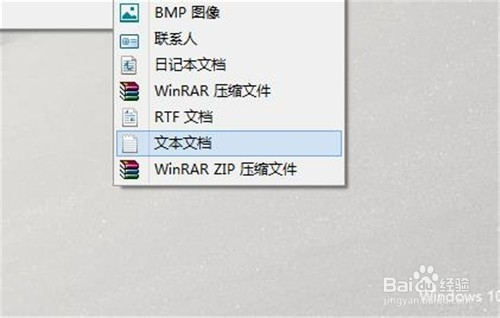 BMP 图像
联系人
日记本文档
WinRAR 压缩文件
RTF 文档
文本文档
WinRAR ZIP 压缩文件
Baidu 经验
jingyan.baidu.com
Windows 10